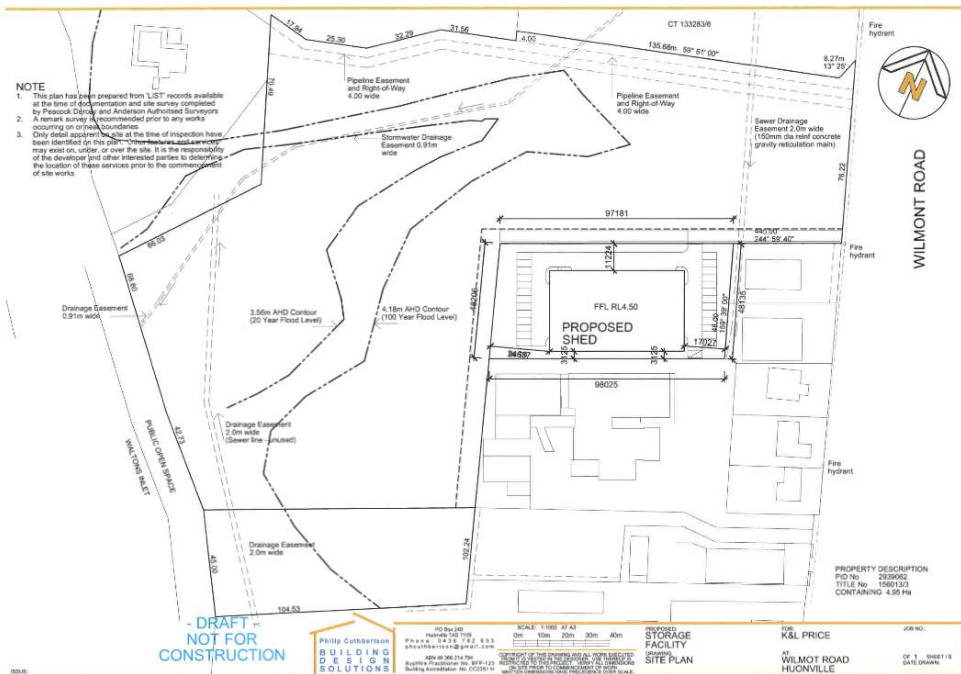 17.94
25.30
32.29
31.56
4.00
CT 133283/6
135.68m 59° 51' 00"
8.27m
13° 25'
Fire
hydrant
N
70.49
NOTE
1. This plan has been prepared from 'LIST' records available
at the time of documentation and site survey completed
by Peacock Darcey and Anderson Authorised Surveyors
2. A remark survey is recommended prior to any works
occurring on or near boundaries
3. Only detail apparent on site at the time of inspection have
been identified on this plan. Other features and services
may exist on, under, or over the site. It is the responsibility
of the developer and other interested parties to determine
the location of these services prior to the commencement
of site works
Pipeline Easement
and Right-of-Way
4.00 wide
Pipeline Easement
and Right-of-Way
4.00 wide
Stormwater Drainage
Easement 0.91m
wide
Sewer Drainage
Easement 2.0m wide
(150mm dia reinf concrete
gravity reticulation main)
76.22
WILMONT ROAD
97181
244° 59' 40"
Fire
hydrant
66.03
68.80
11224
48206
48135
Drainage Easement
0.91m wide
3.56m AHD Contour
(20 Year Flood Level)
4.18m AHD Contour
(100 Year Flood Level)
FFL RL4.50
PROPOSED
SHED
159° 39' 00"
17027
3125
3125
98025
Drainage Easement
2.0m wide
(Sewer line - unused)
42.73
PUBLIC OPEN SPACE
WALTONS INLET
Fire
hydrant
Drainage Easement
2.0m wide
45.00
102.24
104.53
PROPERTY DESCRIPTION
PID No 2939062
TITLE No 156013/3
CONTAINING 4.95 Ha
- DRAFT -
NOT FOR
CONSTRUCTION
Philip Cuthbertson
BUILDING
DESIGN
SOLUTIONS
PO Box 240
Huonville TAS 7109
Phone: 0438 762 693
SCALE: 1:1000 AT A3
0m 10m 20m 30m 40m
PROPOSED:
STORAGE
FACILITY
DRAWING:
SITE PLAN
FOR:
K&L PRICE
AT:
WILMOT ROAD
HUONVILLE
JOB NO.:
OF 1 SHEET:
DATE DRAWN: